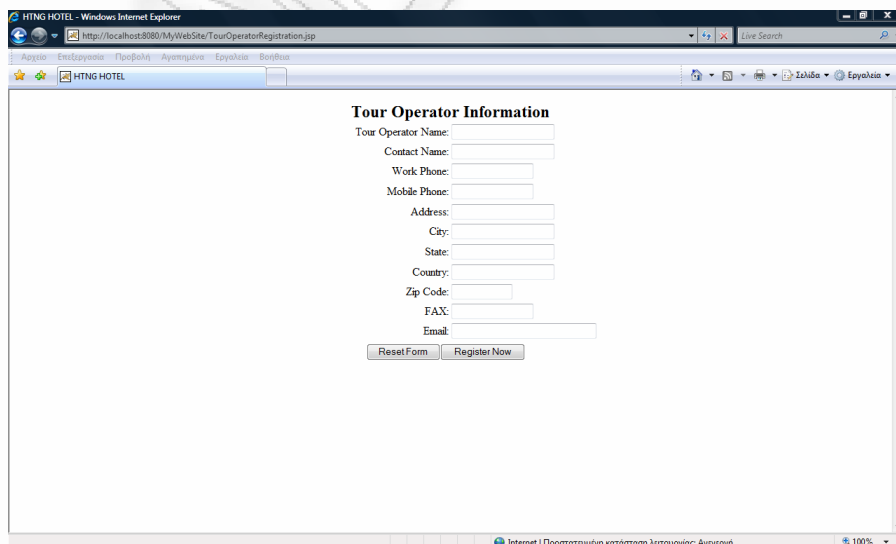 HTNG HOTEL - Windows Internet Explorer
http://localhost:8080/MyWebSite/TourOperatorRegistration.jsp
Live Search
Αρχείο Επεξεργασία Προβολή Αγαπημένα Εργαλεία Βοήθεια
HTNG HOTEL
Σελίδα Εργαλεία
Tour Operator Information
Tour Operator Name:
Contact Name:
Work Phone:
Mobile Phone:
Address:
City:
State:
Country:
Zip Code:
FAX:
Email:
Reset Form Register Now
Internet | Προστατευμένη κατάσταση λειτουργίας: Ανενεργή
100%